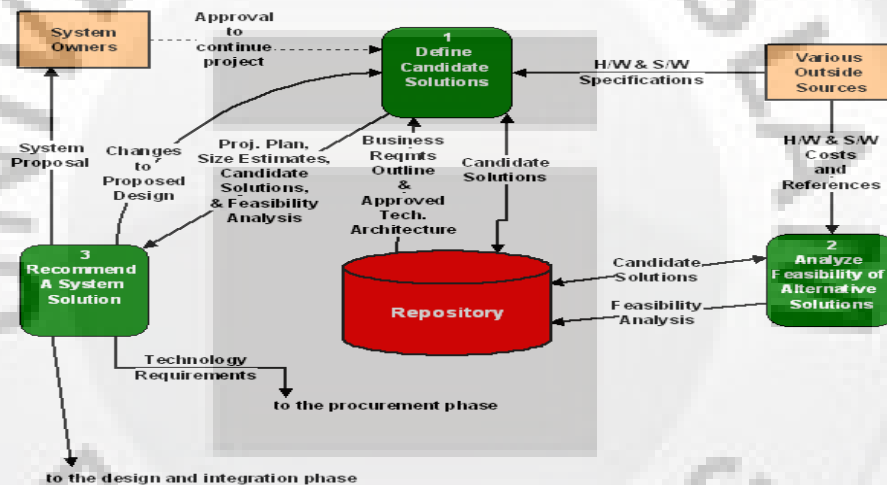 System
Owners
Approval
to
continue
project
1
Define
Candidate
Solutions
H/W & S/W
Specifications
Various
Outside
Sources
System
Proposal
Changes
to
Proposed
Design
Proj. Plan,
Size Estimates,
Candidate
Solutions,
& Feasibility
Analysis
Business
Reqmts
Outline
&
Approved
Tech.
Architecture
Candidate
Solutions
H/W & S/W
Costs
and
References
3
Recommend
A System
Solution
Repository
Candidate
Solutions
Feasibility
Analysis
2
Analyze
Feasibility of
Alternative
Solutions
Technology
Requirements
to the procurement phase
to the design and integration phase